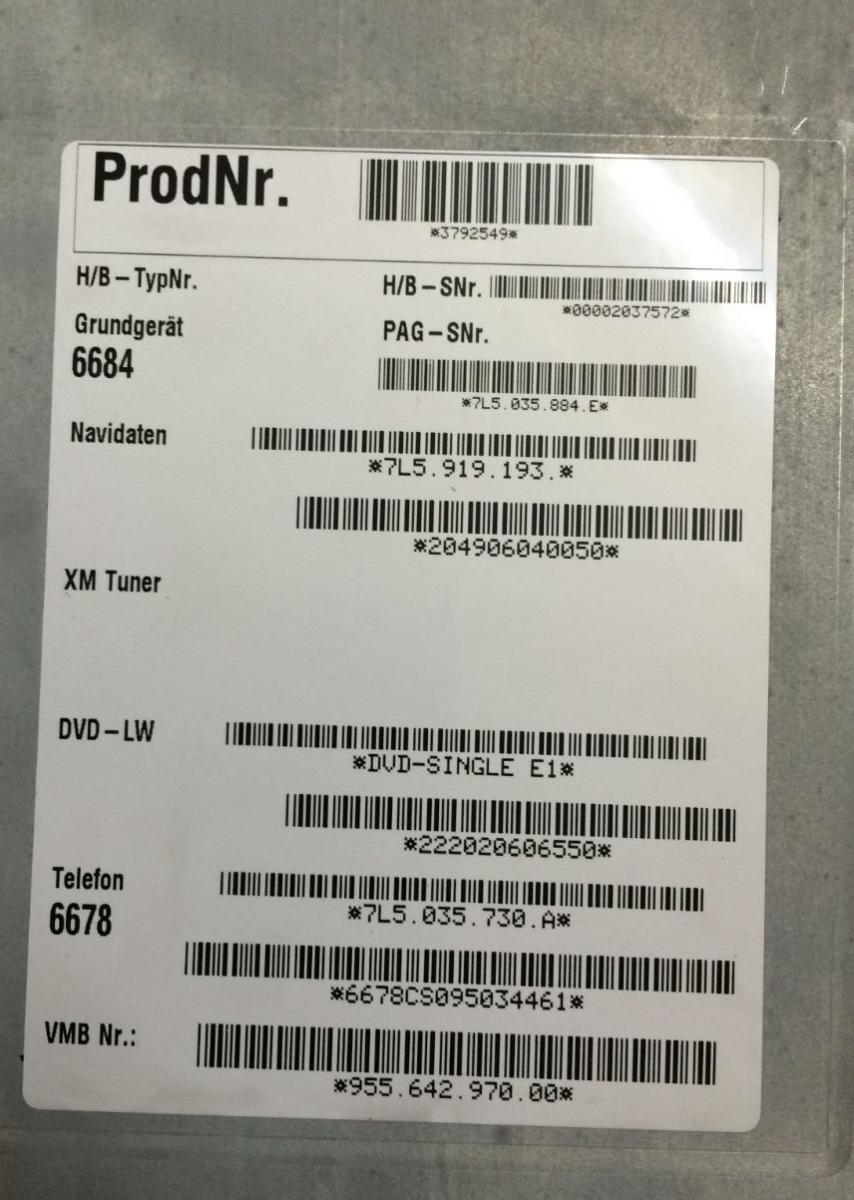 ProdNr.
*3792549*
H/B-TypNr.
H/B-SNr.
*00002037572*
Grundgerät
6684
PAG-SNr.
*7L5.035.884.E*
Navidaten
*7L5.919.193.*
*204906040050*
XM Tuner
DVD-LW
*DVD-SINGLE E1*
*222020606550*
Telefon
6678
*7L5.035.730.A*
*6678CS095034461*
VMB Nr.:
*955.642.970.00*